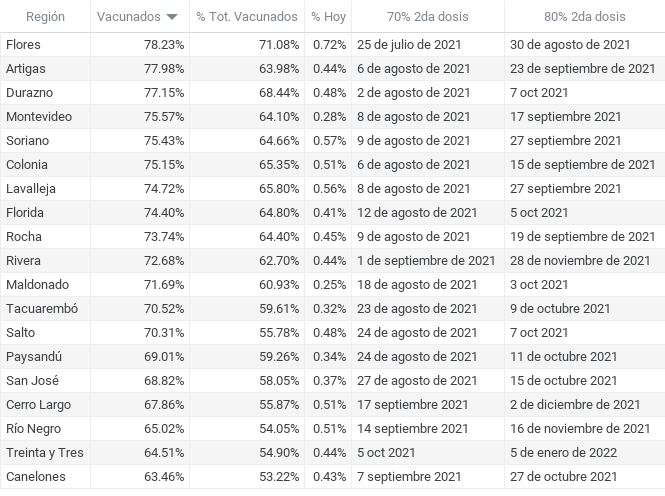 Región Vacunados % Tot. Vacunados % Hoy 70% 2da dosis 80% 2da dosis
Flores 78.23% 71.08% 0.72% 25 de julio de 2021 30 de agosto de 2021
Artigas 77.98% 63.98% 0.44% 6 de agosto de 2021 23 de septiembre de 2021
Durazno 77.15% 68.44% 0.48% 2 de agosto de 2021 7 oct 2021
Montevideo 75.57% 64.10% 0.28% 8 de agosto de 2021 17 septiembre 2021
Soriano 75.43% 64.66% 0.57% 9 de agosto de 2021 27 septiembre 2021
Colonia 75.15% 65.35% 0.51% 6 de agosto de 2021 15 de septiembre de 2021
Lavalleja 74.72% 65.80% 0.56% 8 de agosto de 2021 27 septiembre 2021
Florida 74.40% 64.80% 0.41% 12 de agosto de 2021 5 oct 2021
Rocha 73.74% 64.40% 0.45% 9 de agosto de 2021 19 de septiembre de 2021
Rivera 72.68% 62.70% 0.44% 1 de septiembre de 2021 28 de noviembre de 2021
Maldonado 71.69% 60.93% 0.25% 18 de agosto de 2021 3 oct 2021
Tacuarembó 70.52% 59.61% 0.32% 23 de agosto de 2021 9 de octubre 2021
Salto 70.31% 55.78% 0.48% 24 de agosto de 2021 7 oct 2021
Paysandú 69.01% 59.26% 0.34% 24 de agosto de 2021 11 de octubre 2021
San José 68.82% 58.05% 0.37% 27 de agosto de 2021 15 de octubre 2021
Cerro Largo 67.86% 55.87% 0.51% 17 septiembre 2021 2 de diciembre de 2021
Río Negro 65.02% 54.05% 0.51% 14 septiembre 2021 16 de noviembre de 2021
Treinta y Tres 64.51% 54.90% 0.44% 5 oct 2021 5 de enero de 2022
Canelones 63.46% 53.22% 0.43% 7 septiembre 2021 27 de octubre 2021